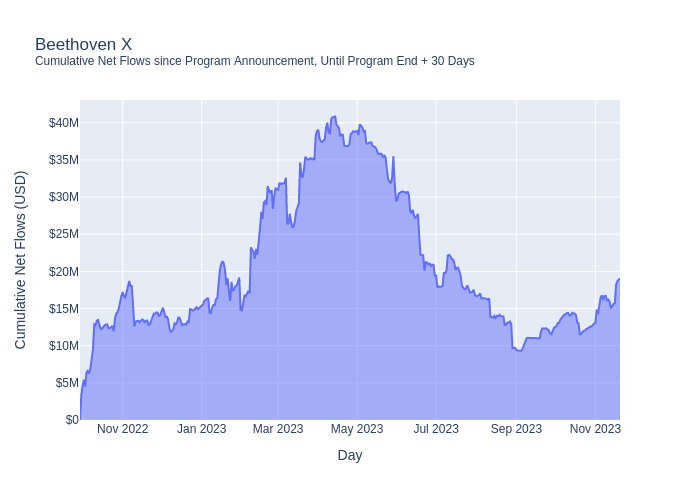 Beethoven X
Cumulative Net Flows since Program Announcement, Until Program End + 30 Days
Cumulative Net Flows (USD)
$40M
$35M
$30M
$25M
$20M
$15M
$10M
$5M
$0
Nov 2022 Jan 2023 Mar 2023 May 2023 Jul 2023 Sep 2023 Nov 2023
Day